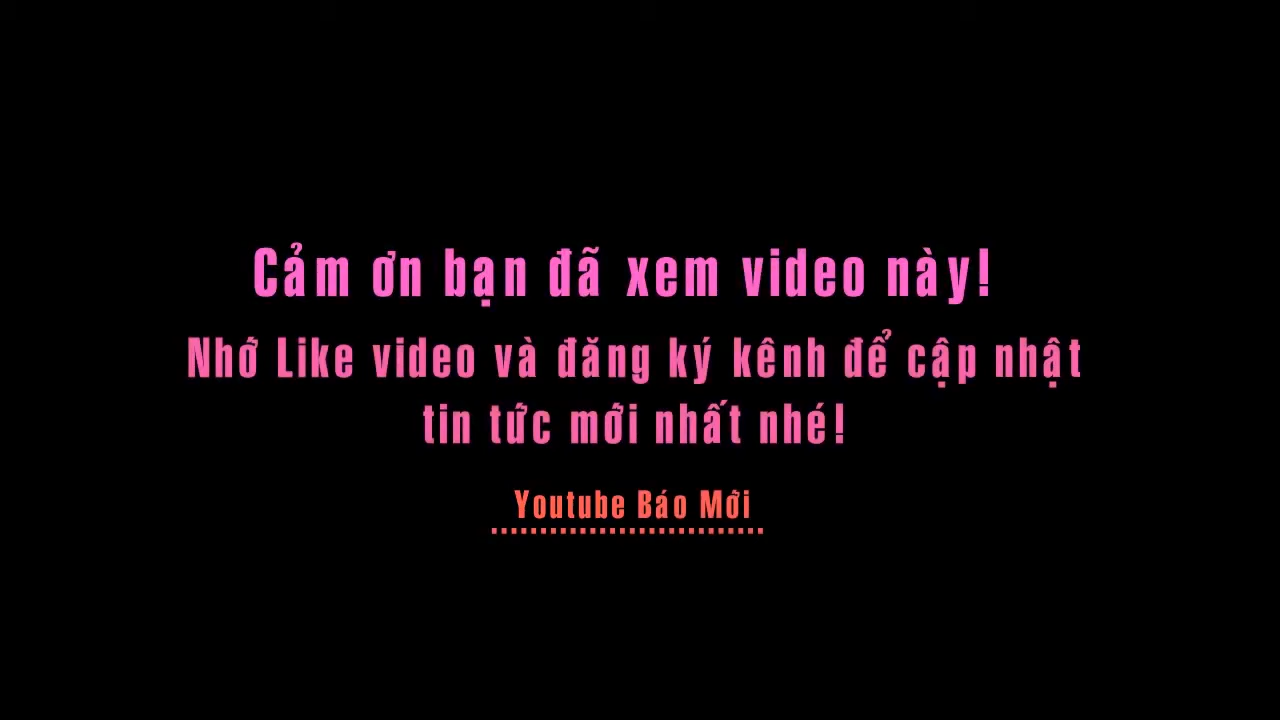 Cảm ơn bạn đã xem video này!
Nhớ Like video và đăng ký kênh để cập nhật
tin tức mới nhất nhé!
Youtube Báo Mới